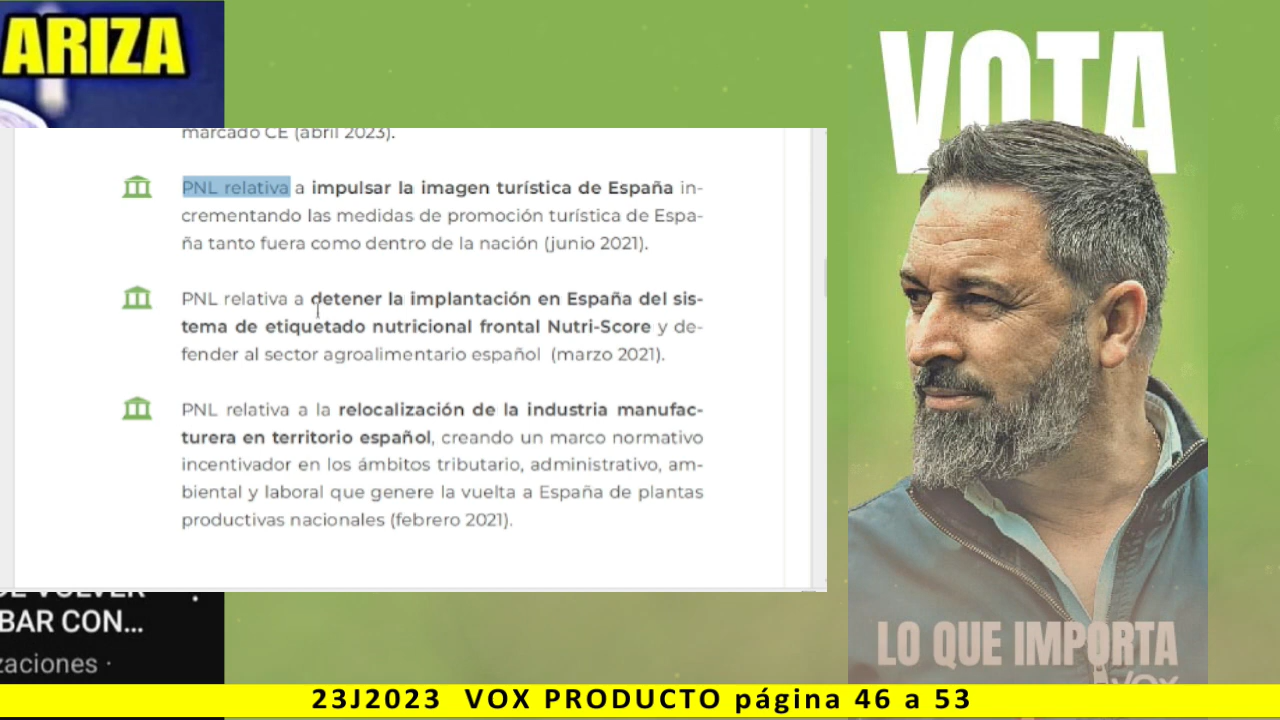 ARIZA
marcado CE (abril 2023).
PNL relativa a impulsar la imagen turística de España in-
crementando las medidas de promoción turística de Espa-
ña tanto fuera como dentro de la nación (junio 2021).
PNL relativa a detener la implantación en España del sis-
tema de etiquetado nutricional frontal Nutri-Score y de-
fender al sector agroalimentario español (marzo 2021).
PNL relativa a la relocalización de la industria manufac-
turera en territorio español, creando un marco normativo
incentivador en los ámbitos tributario, administrativo, am-
biental y laboral que genere la vuelta a España de plantas
productivas nacionales (febrero 2021).
DE VOLVER
BAR CON...
zaciones ·
VOTA
LO QUE IMPORTA
VOX
23J2023 VOX PRODUCTO página 46 a 53